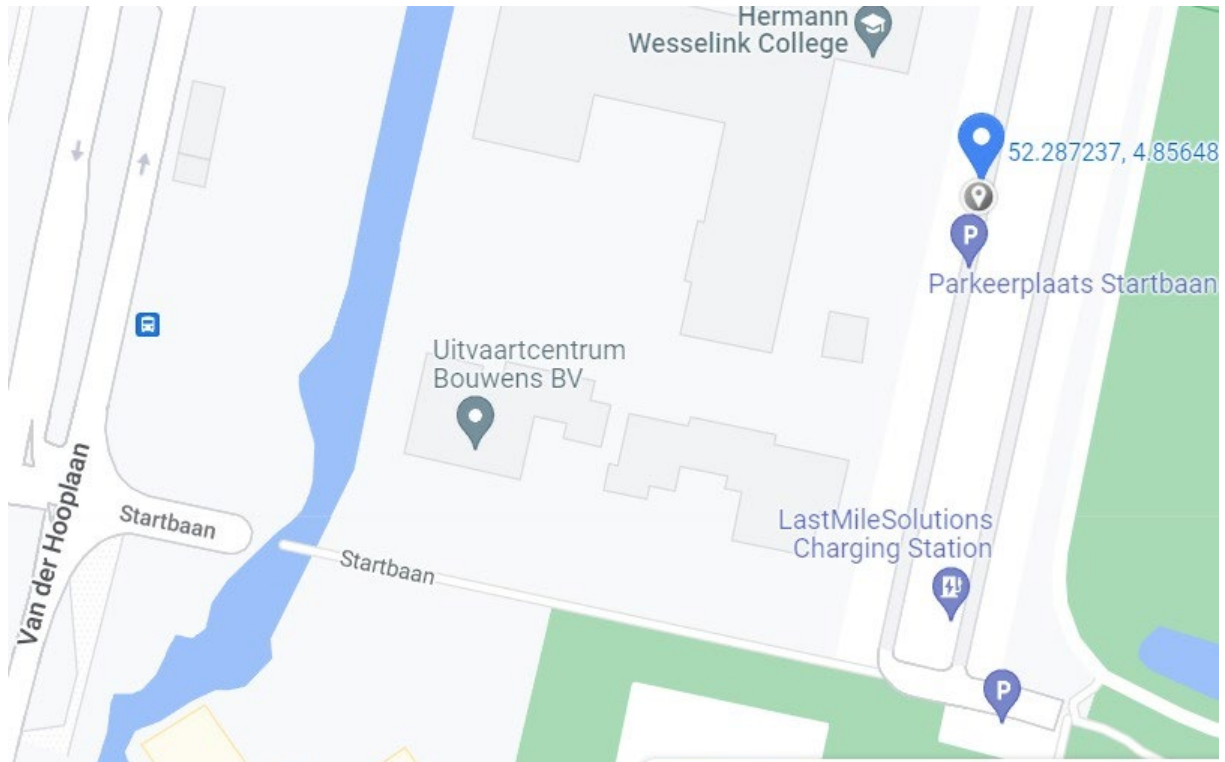 Hermann
Wesselink College
52.287237, 4.85648
P
Parkeerplaats Startbaan
Uitvaartcentrum
Bouwens BV
Van der Hooplaan
Startbaan
Startbaan
LastMileSolutions
Charging Station
P